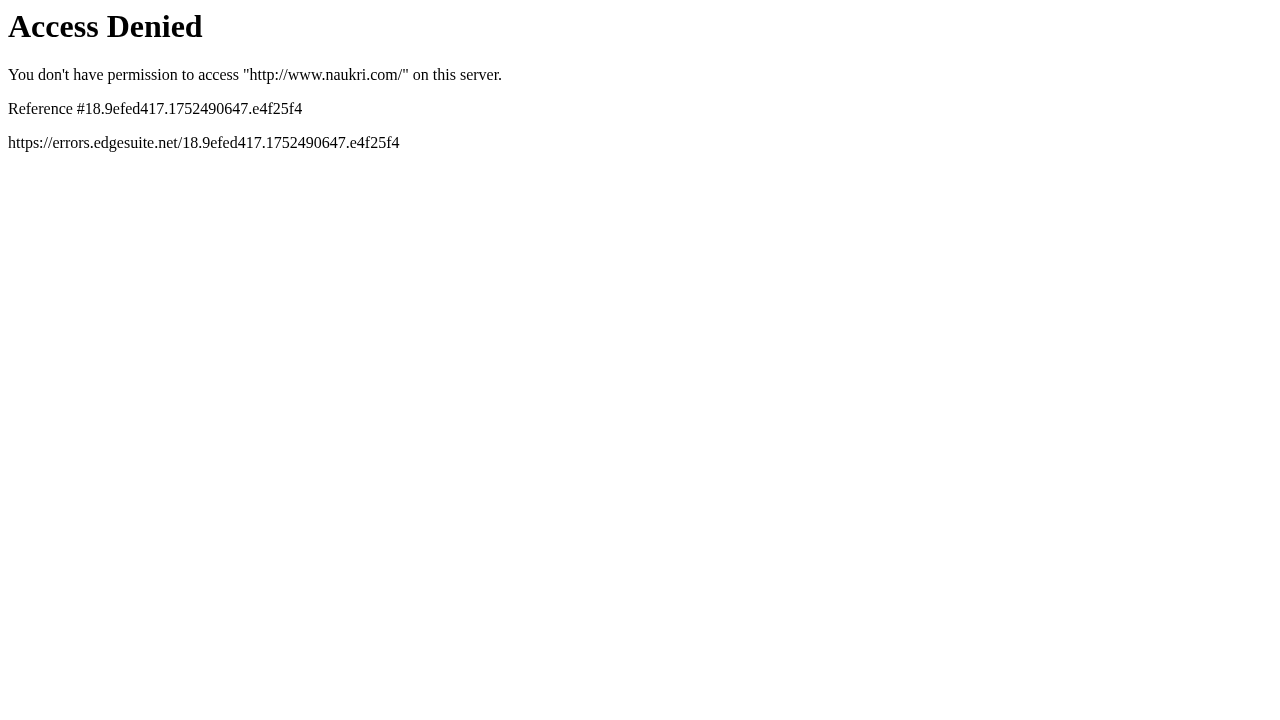 Access Denied
You don't have permission to access "http://www.naukri.com/" on this server.
Reference #18.9efed417.1752490647.e4f25f4
https://errors.edgesuite.net/18.9efed417.1752490647.e4f25f4